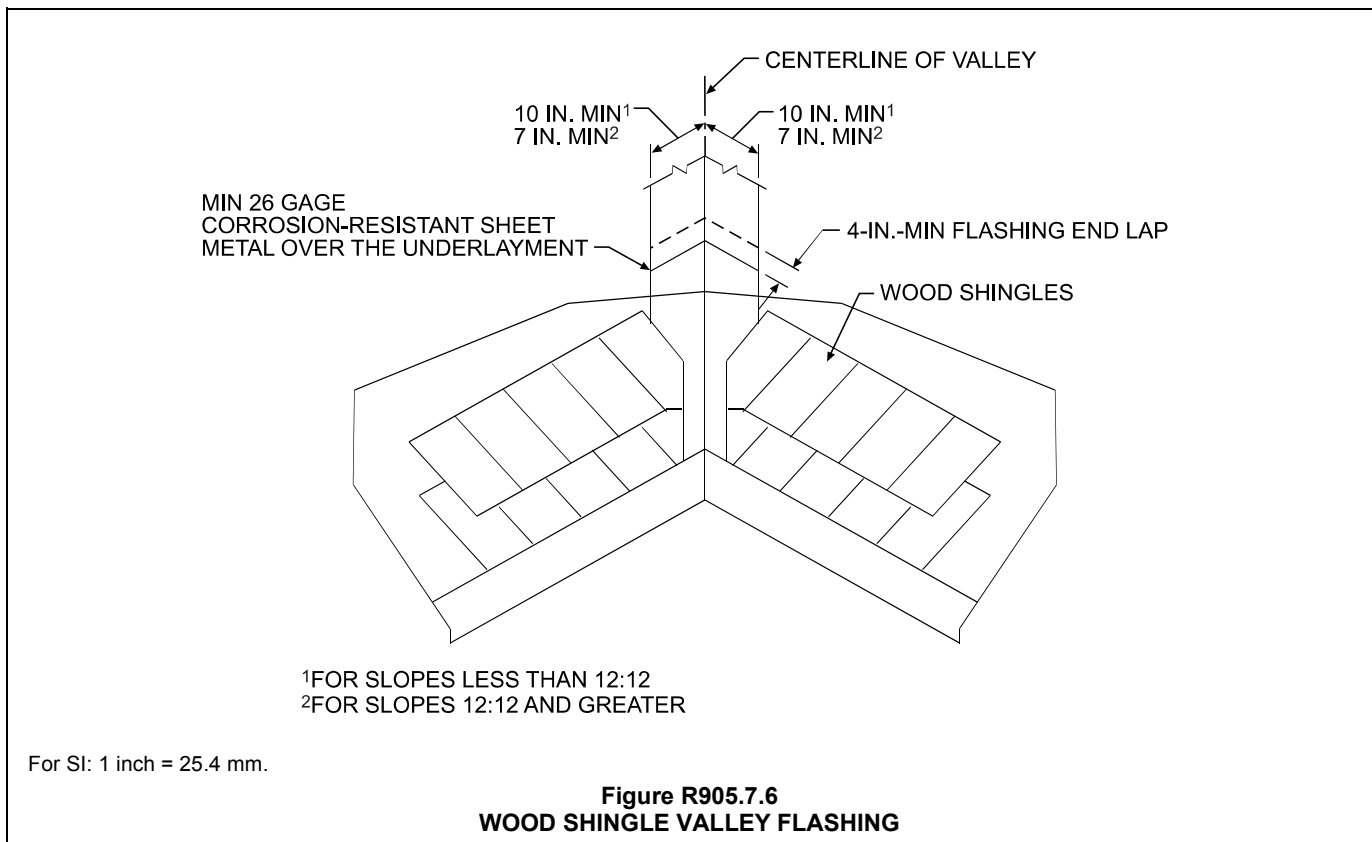 CENTERLINE OF VALLEY
10 IN. MIN¹
7 IN. MIN²
10 IN. MIN¹
7 IN. MIN²
MIN 26 GAGE
CORROSION-RESISTANT SHEET
METAL OVER THE UNDERLAYMENT
4-IN.-MIN FLASHING END LAP
WOOD SHINGLES
¹FOR SLOPES LESS THAN 12:12
²FOR SLOPES 12:12 AND GREATER
For SI: 1 inch = 25.4 mm.
Figure R905.7.6
WOOD SHINGLE VALLEY FLASHING